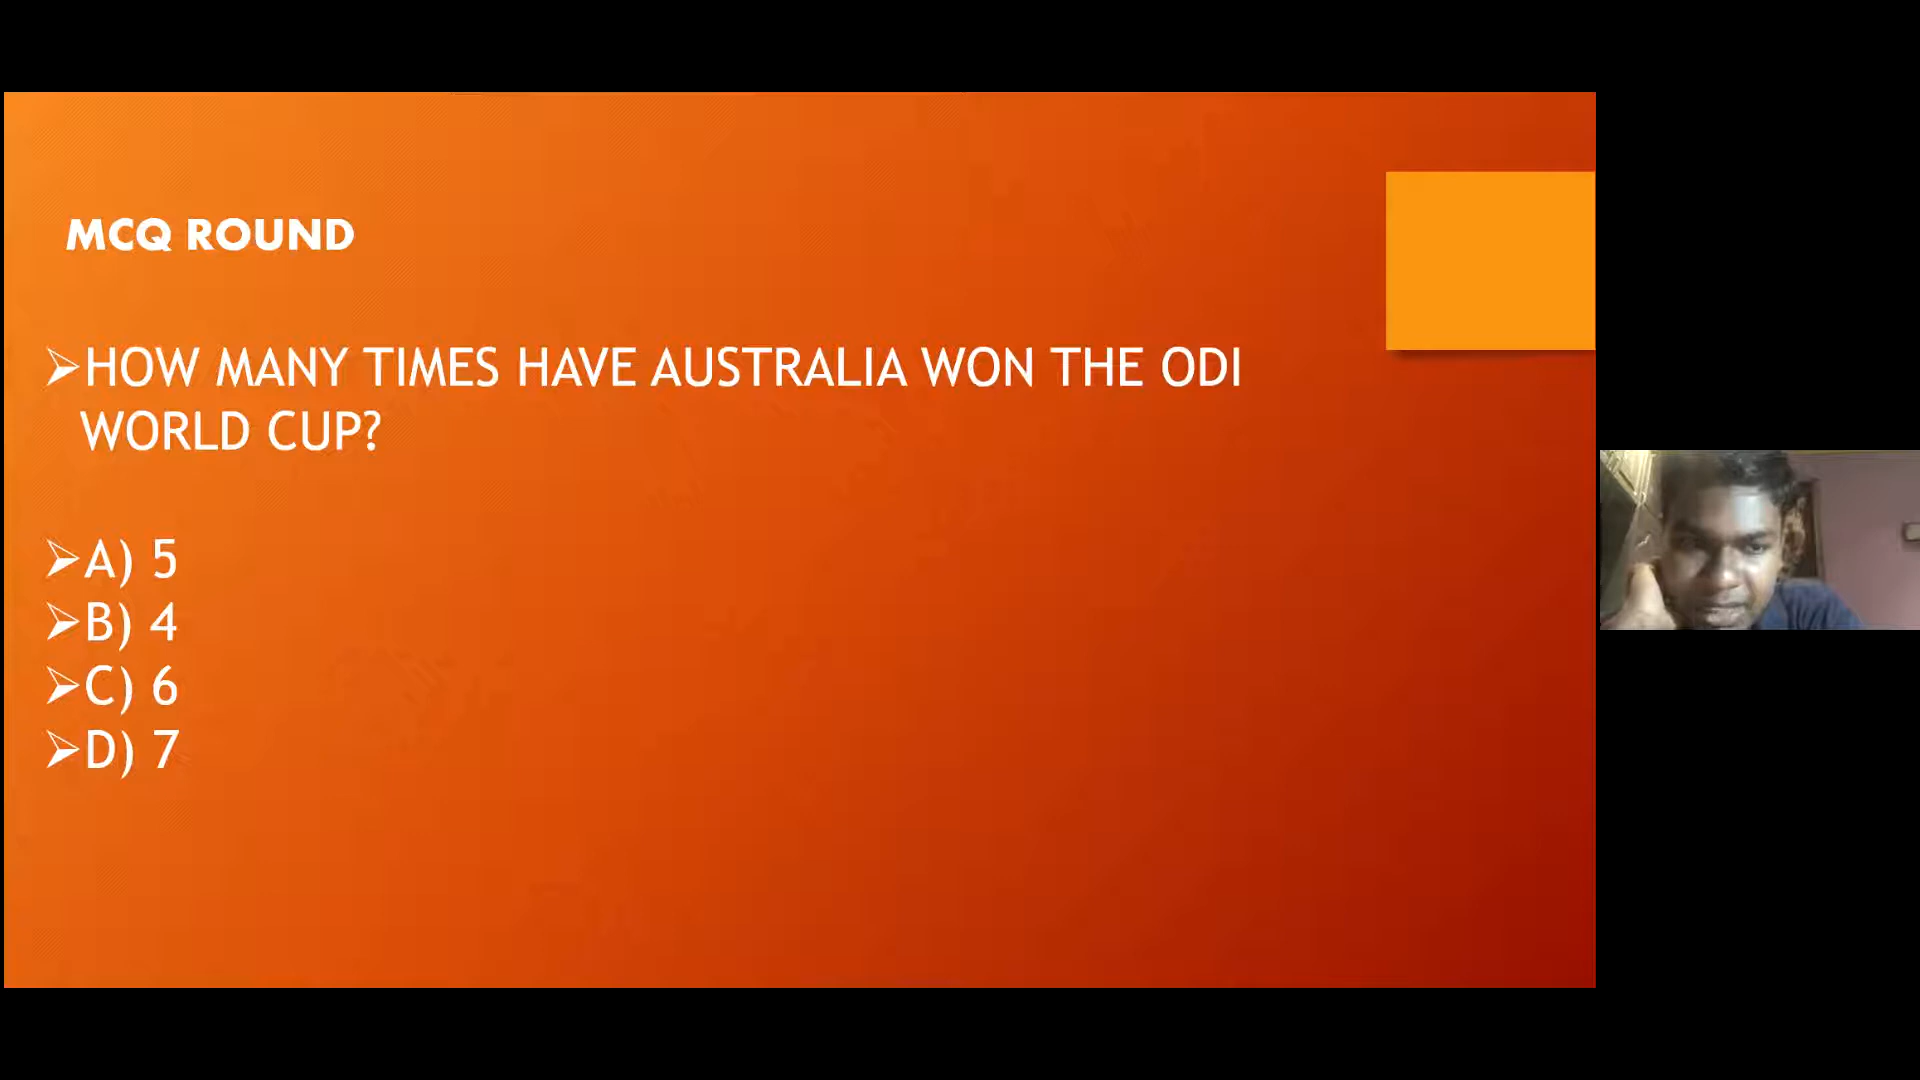 MCQ ROUND
➢HOW MANY TIMES HAVE AUSTRALIA WON THE ODI
WORLD CUP?
➢A) 5
➢B) 4
➢C) 6
➢D) 7